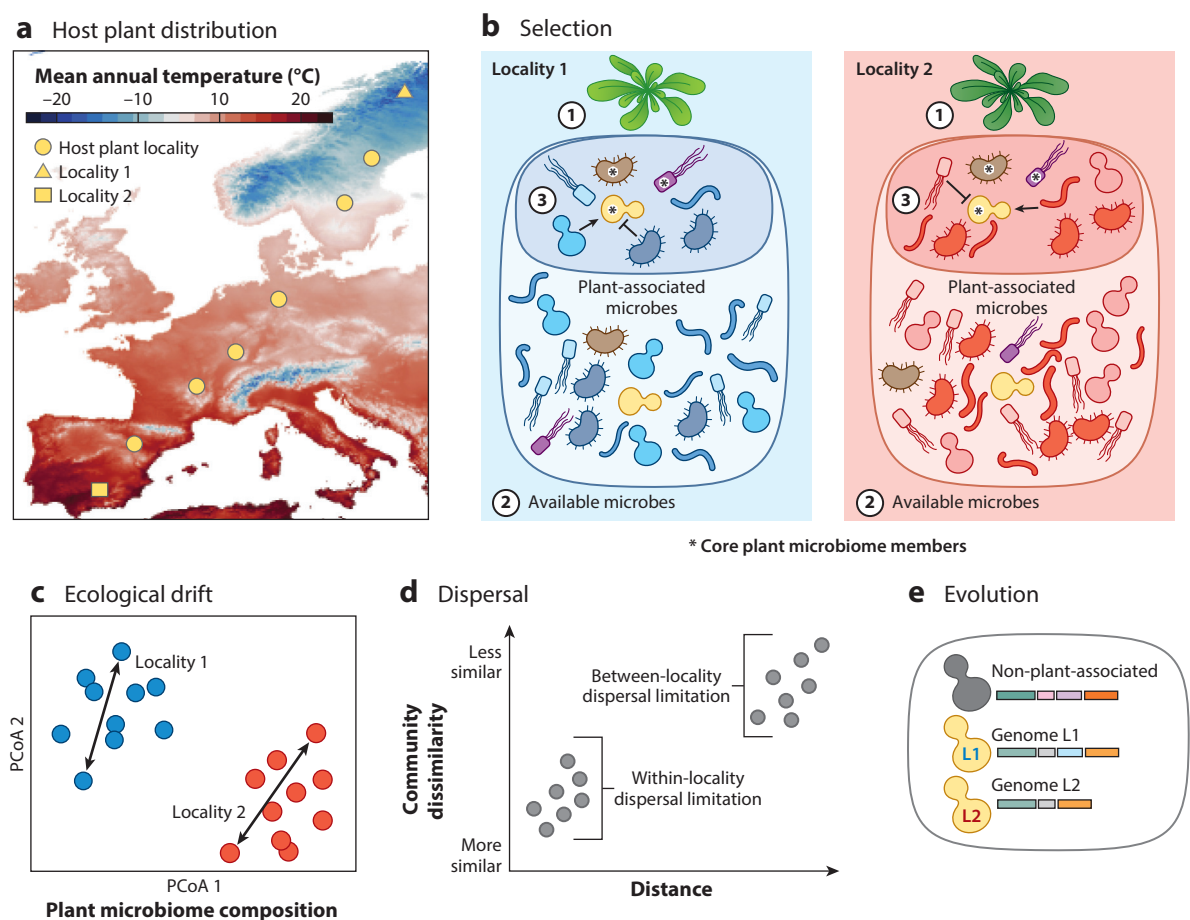 a Host plant distribution
Mean annual temperature (°C)
−20 −10 12 20
Host plant locality
Locality 1
Locality 2
b Selection
Locality 1
1
3
*
*
*
Plant-associated
microbes
2 Available microbes
Locality 2
1
3
*
*
*
Plant-associated
microbes
2 Available microbes
* Core plant microbiome members
c Ecological drift
Locality 1
Locality 2
PCoA 2
PCoA 1
Plant microbiome composition
d Dispersal
Less
similar
Between-locality
dispersal limitation
Community
dissimilarity
Within-locality
dispersal limitation
More
similar
Distance
e Evolution
Non-plant-associated
Genome L1
L1
Genome L2
L2